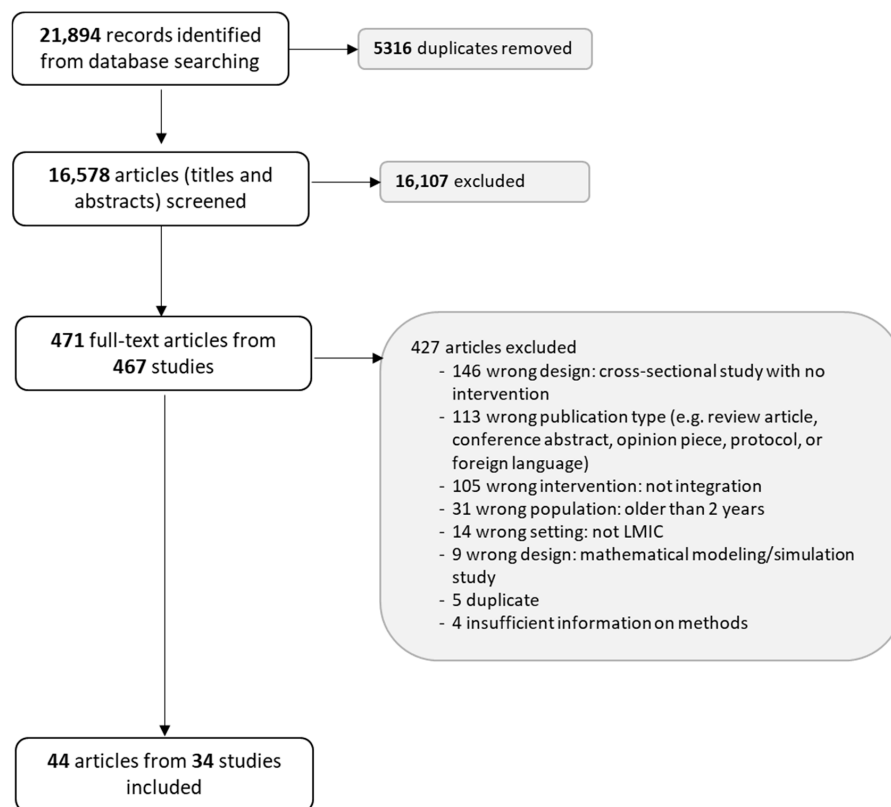 21,894 records identified
from database searching
5316 duplicates removed
16,578 articles (titles and
abstracts) screened
16,107 excluded
471 full-text articles from
467 studies
427 articles excluded
- 146 wrong design: cross-sectional study with no
intervention
- 113 wrong publication type (e.g. review article,
conference abstract, opinion piece, protocol, or
foreign language)
- 105 wrong intervention: not integration
- 31 wrong population: older than 2 years
- 14 wrong setting: not LMIC
- 9 wrong design: mathematical modeling/simulation
study
- 5 duplicate
- 4 insufficient information on methods
44 articles from 34 studies
included